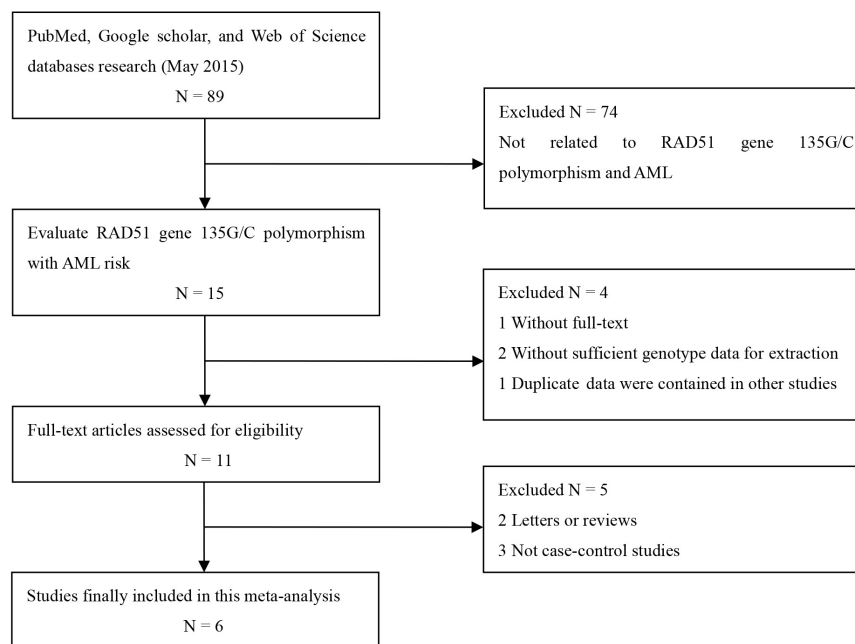 PubMed, Google scholar, and Web of Science
databases research (May 2015)
N = 89
Excluded N = 74
Not related to RAD51 gene 135G/C
polymorphism and AML
Evaluate RAD51 gene 135G/C polymorphism
with AML risk
N = 15
Excluded N = 4
1 Without full-text
2 Without sufficient genotype data for extraction
1 Duplicate data were contained in other studies
Full-text articles assessed for eligibility
N = 11
Excluded N = 5
2 Letters or reviews
3 Not case-control studies
Studies finally included in this meta-analysis
N = 6